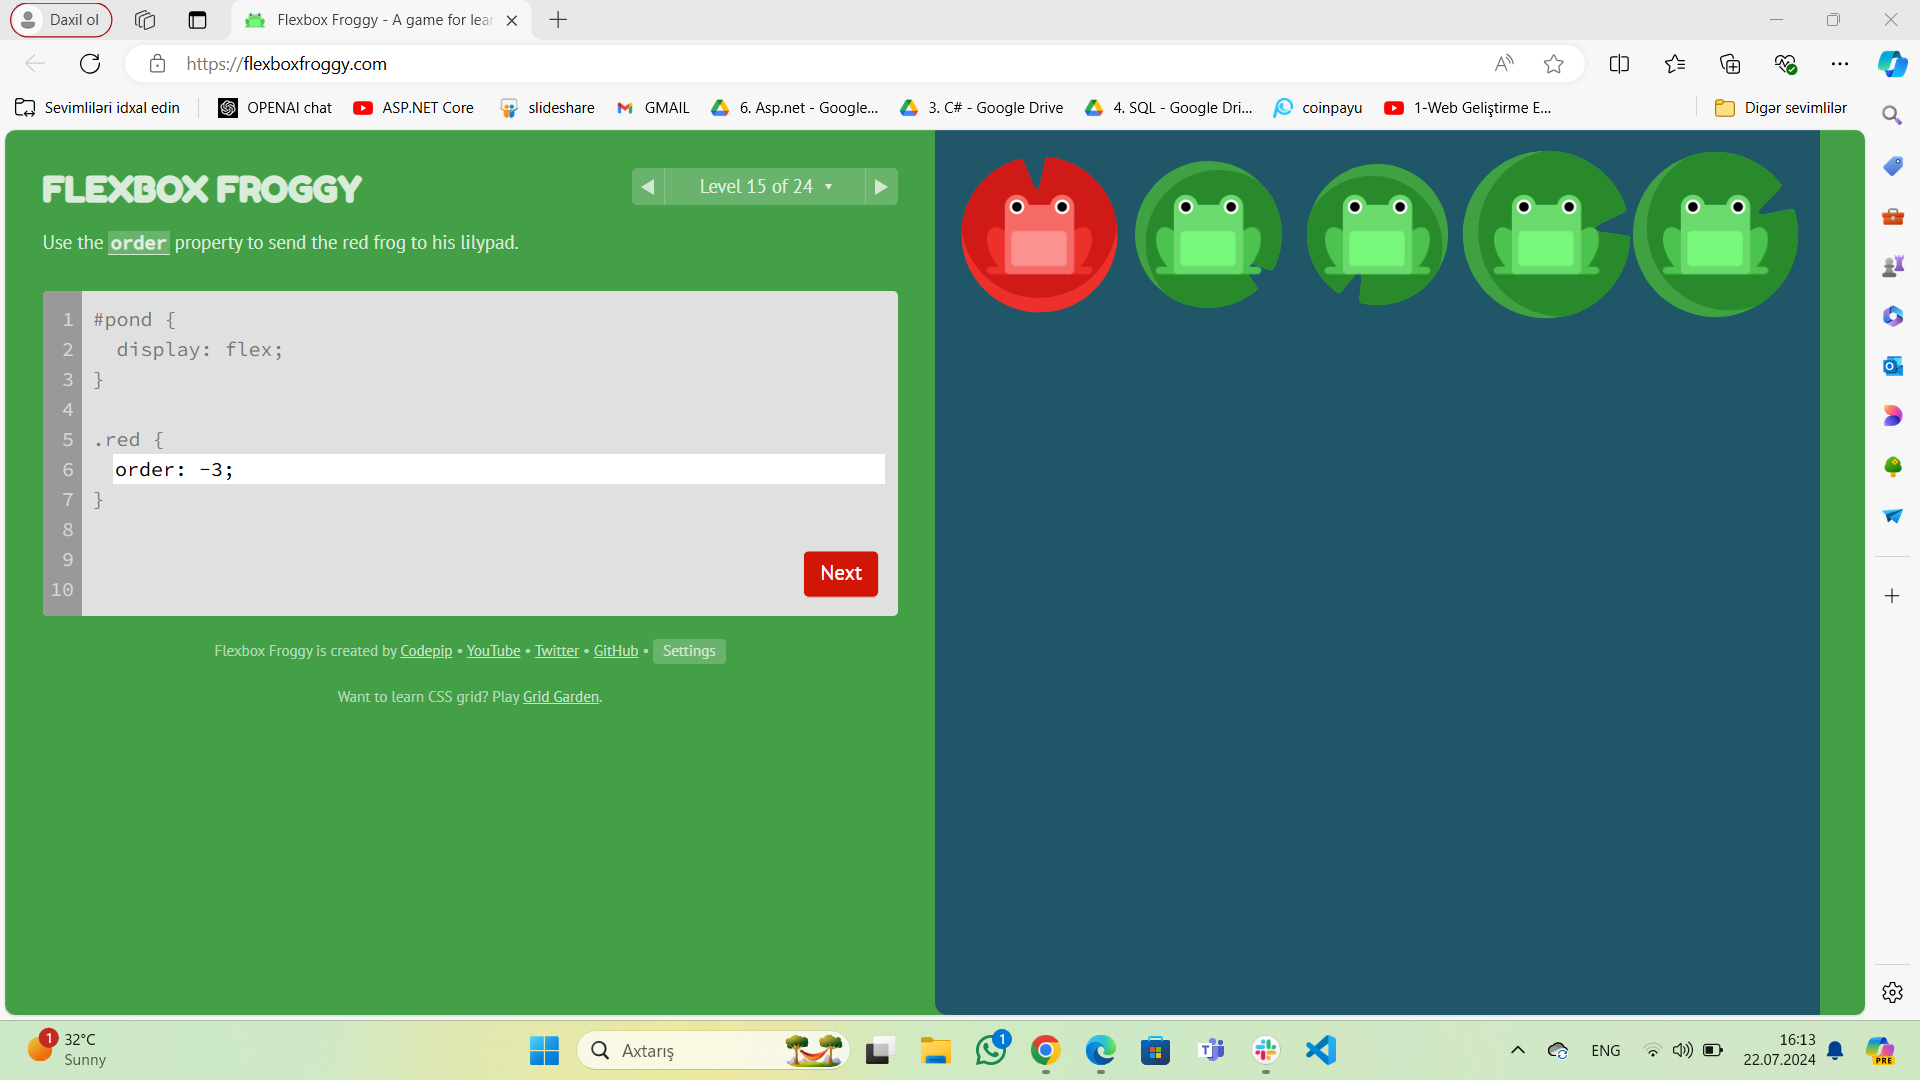 Daxil ol
Flexbox Froggy - A game for lear
https://flexboxfroggy.com
Sevimliləri idxal edin
OPENAI chat
ASP.NET Core
slideshare
GMAIL
6. Asp.net - Google...
3. C# - Google Drive
4. SQL - Google Dri...
coinpayu
1-Web Geliştirme E...
Digər sevimlilər
FLEXBOX FROGGY
Level 15 of 24
Use the order property to send the red frog to his lilypad.
1 #pond {
2 display: flex;
3 }
4
5 .red {
6 order: -3;
7 }
8
9
10
Next
Flexbox Froggy is created by Codepip • YouTube • Twitter • GitHub • Settings
Want to learn CSS grid? Play Grid Garden.
1
32°C
Sunny
Axtarış
1
ENG
16:13
22.07.2024
PRE